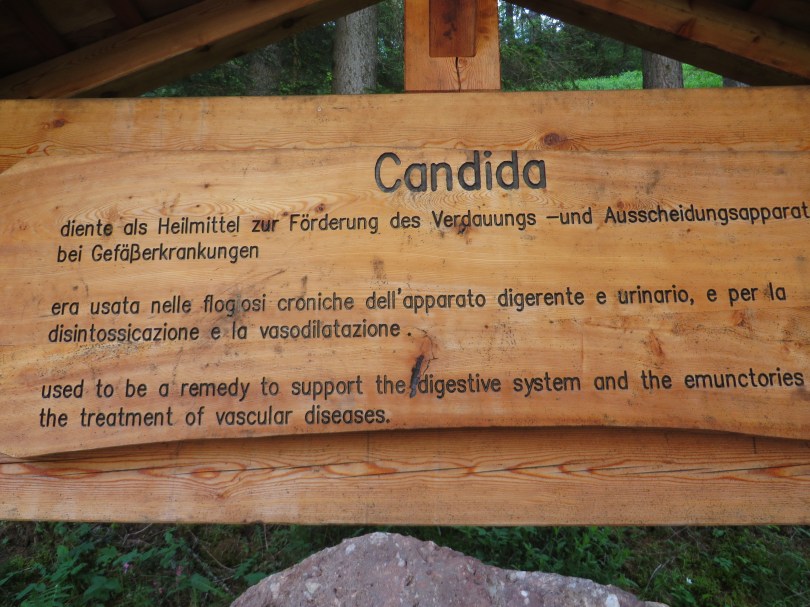 Candida
diente als Heilmittel zur Förderung des Verdauungs -und Ausscheidungsapparat
bei Gefäßerkrankungen
era usata nelle flogiosi croniche dell'apparato digerente e urinario, e per la
disintossicazione e la vasodilatazione.
used to be a remedy to support the digestive system and the emunctories
the treatment of vascular diseases.